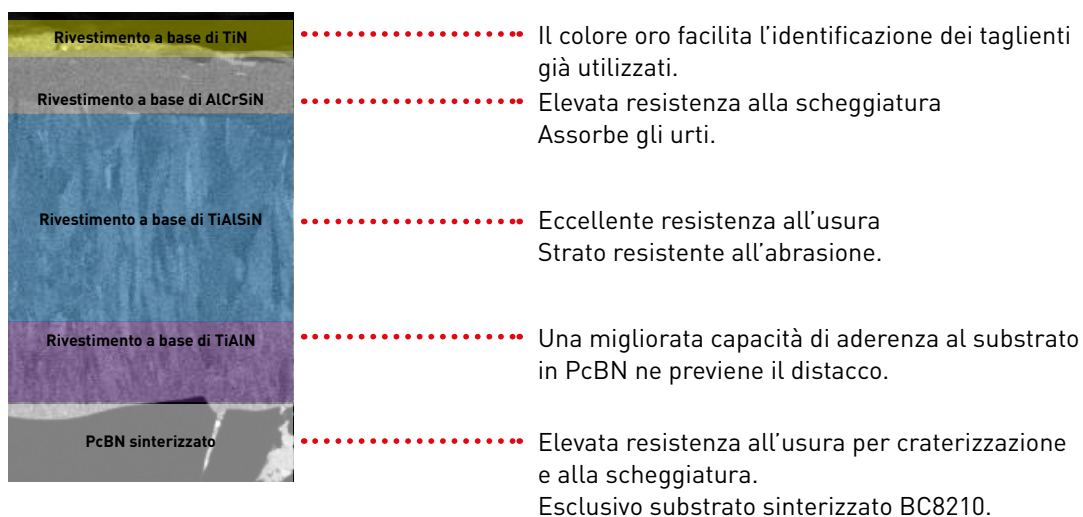 Rivestimento a base di TiN
Il colore oro facilita l'identificazione dei taglienti
già utilizzati.
Rivestimento a base di AlCrSiN
Elevata resistenza alla scheggiatura
Assorbe gli urti.
Rivestimento a base di TiAlSiN
Eccellente resistenza all'usura
Strato resistente all'abrasione.
Rivestimento a base di TiAlN
Una migliorata capacità di aderenza al substrato
in PcBN ne previene il distacco.
PcBN sinterizzato
Elevata resistenza all'usura per craterizzazione
e alla scheggiatura.
Esclusivo substrato sinterizzato BC8210.